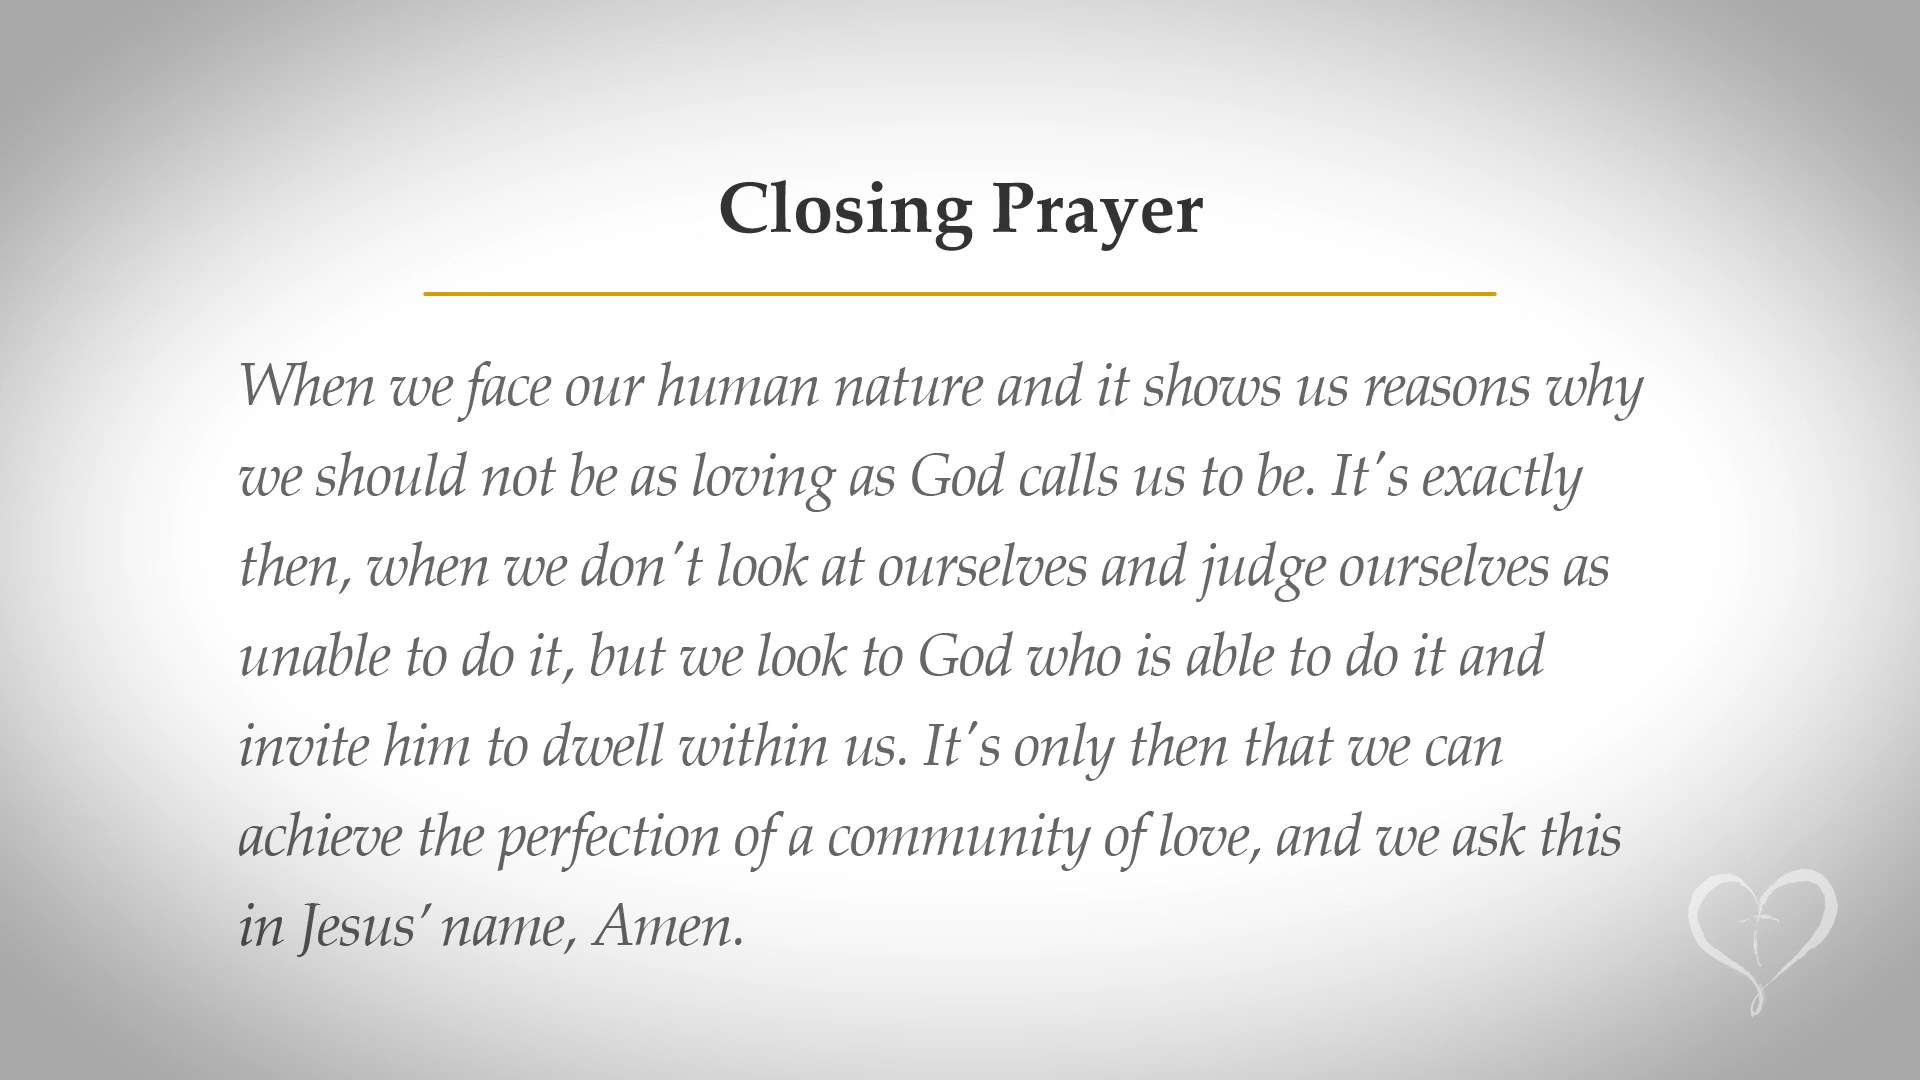 Closing Prayer
When we face our human nature and it shows us reasons why
we should not be as loving as God calls us to be. It's exactly
then, when we don't look at ourselves and judge ourselves as
unable to do it, but we look to God who is able to do it and
invite him to dwell within us. It's only then that we can
achieve the perfection of a community of love, and we ask this
in Jesus’ name, Amen.